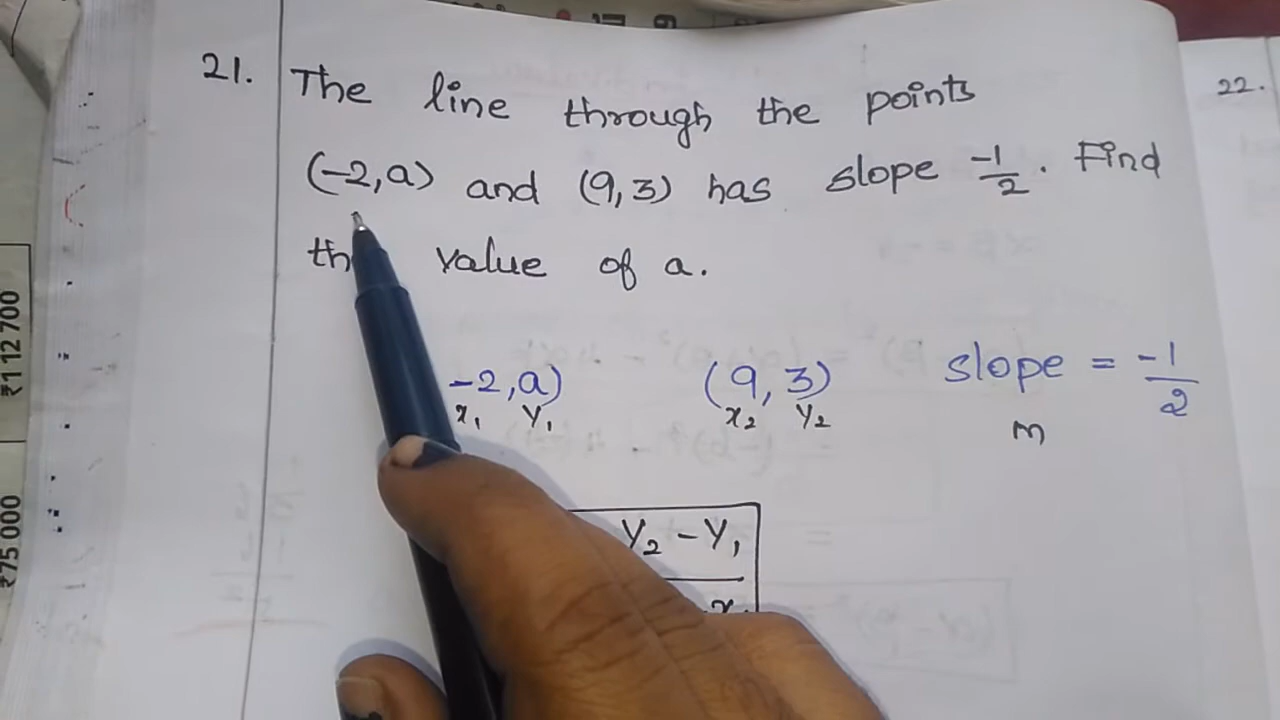 21. The line through the points
22.
(-2,a) and (9,3) has slope -1/2. Find
value of a.
-2,a) (9,3) slope = -1/2
x₁ y₁ x₂ y₂ m
y₂ - y₁
₹1 12 700
₹75 000